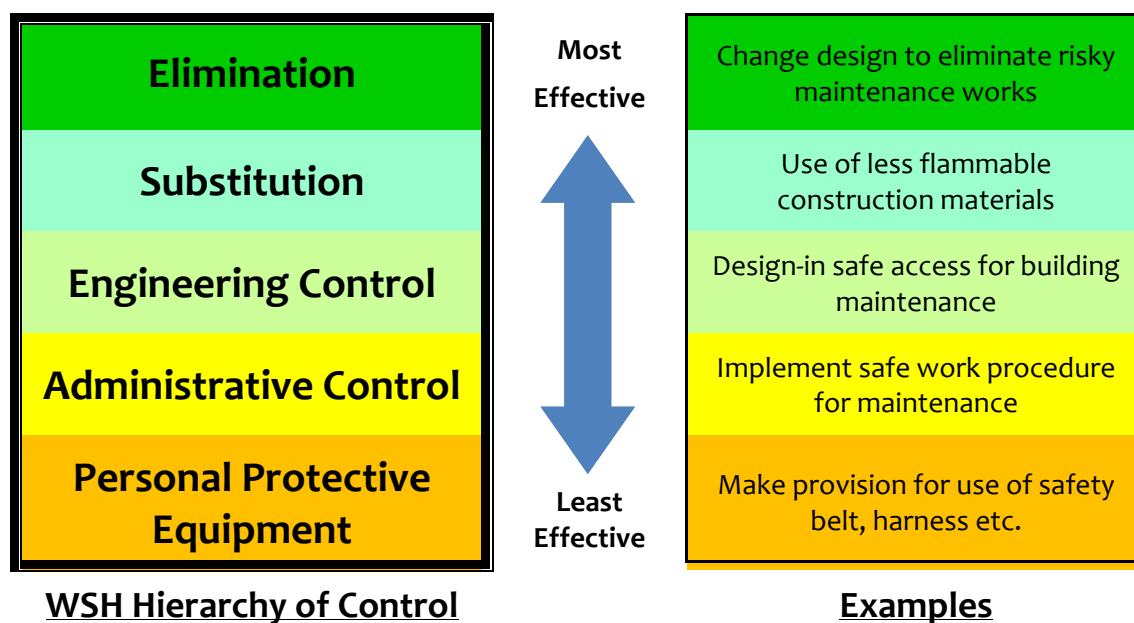 Elimination
Substitution
Engineering Control
Administrative Control
Personal Protective
Equipment
WSH Hierarchy of Control
Most
Effective
Least
Effective
Change design to eliminate risky
maintenance works
Use of less flammable
construction materials
Design-in safe access for building
maintenance
Implement safe work procedure
for maintenance
Make provision for use of safety
belt, harness etc.
Examples